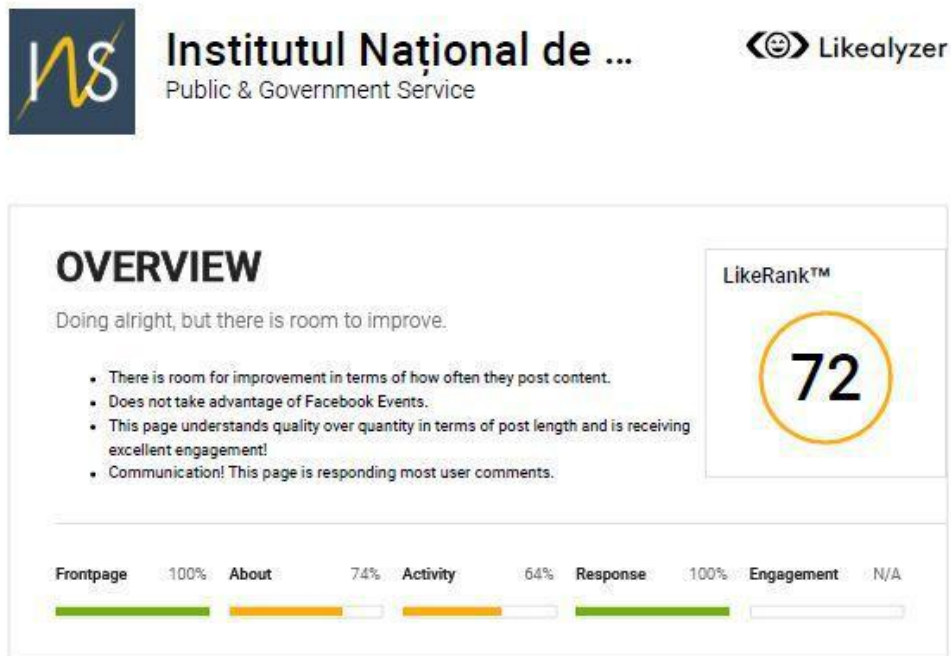 INS
Institutul Național de ...
Public & Government Service
Likealyzer
OVERVIEW
Doing alright, but there is room to improve.
• There is room for improvement in terms of how often they post content.
• Does not take advantage of Facebook Events.
• This page understands quality over quantity in terms of post length and is receiving
excellent engagement!
• Communication! This page is responding most user comments.
LikeRank™
72
Frontpage 100% About 74% Activity 64% Response 100% Engagement N/A